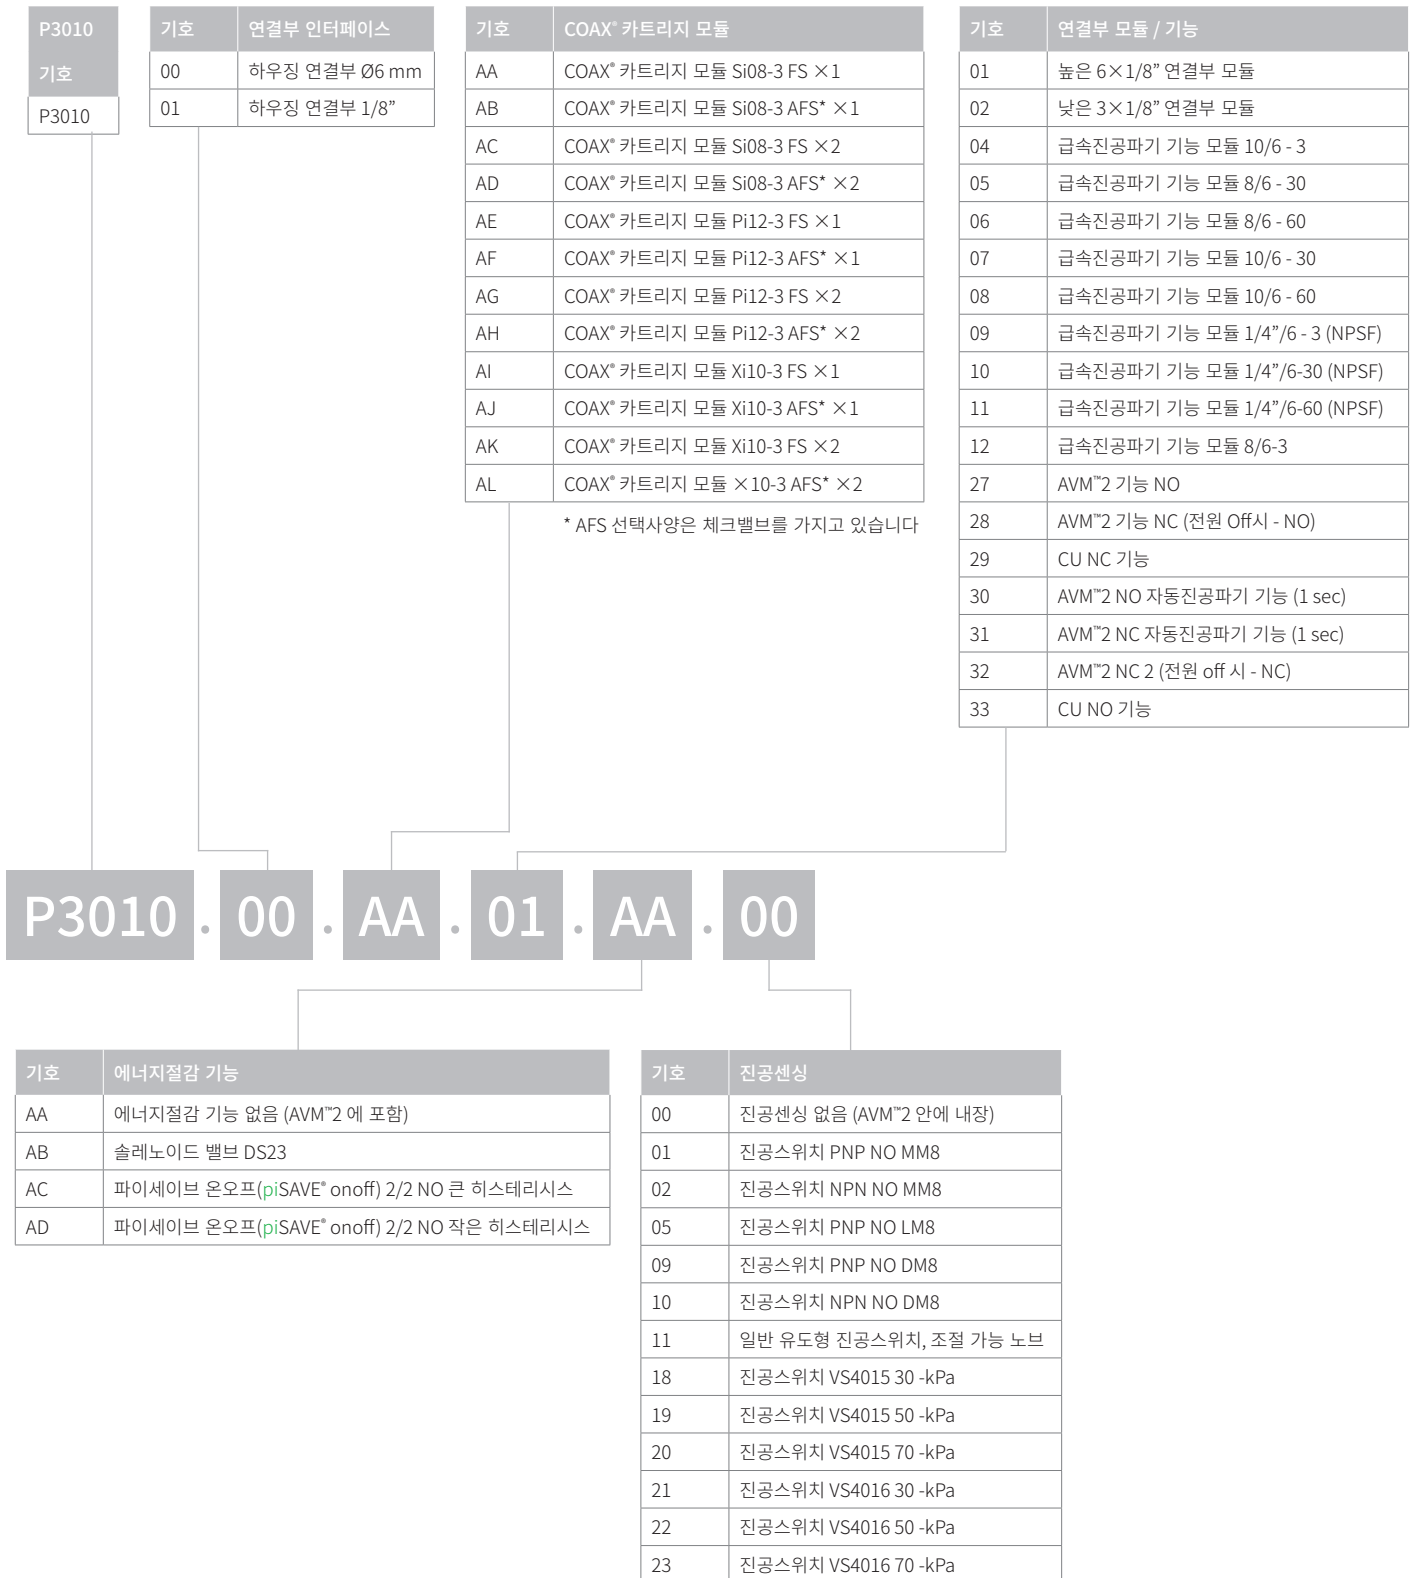 P3010
기호
P3010
기호 연결부 인터페이스
00 하우징 연결부 Ø6 mm
01 하우징 연결부 1/8”
기호 COAX® 카트리지 모듈
AA COAX® 카트리지 모듈 Si08-3 FS ×1
AB COAX® 카트리지 모듈 Si08-3 AFS* ×1
AC COAX® 카트리지 모듈 Si08-3 FS ×2
AD COAX® 카트리지 모듈 Si08-3 AFS* ×2
AE COAX® 카트리지 모듈 Pi12-3 FS ×1
AF COAX® 카트리지 모듈 Pi12-3 AFS* ×1
AG COAX® 카트리지 모듈 Pi12-3 FS ×2
AH COAX® 카트리지 모듈 Pi12-3 AFS* ×2
AI COAX® 카트리지 모듈 Xi10-3 FS ×1
AJ COAX® 카트리지 모듈 Xi10-3 AFS* ×1
AK COAX® 카트리지 모듈 Xi10-3 FS ×2
AL COAX® 카트리지 모듈 ×10-3 AFS* ×2
* AFS 선택사양은 체크밸브를 가지고 있습니다
기호 연결부 모듈 / 기능
01 높은 6×1/8” 연결부 모듈
02 낮은 3×1/8” 연결부 모듈
04 급속진공파기 기능 모듈 10/6 - 3
05 급속진공파기 기능 모듈 8/6 - 30
06 급속진공파기 기능 모듈 8/6 - 60
07 급속진공파기 기능 모듈 10/6 - 30
08 급속진공파기 기능 모듈 10/6 - 60
09 급속진공파기 기능 모듈 1/4”/6 - 3 (NPSF)
10 급속진공파기 기능 모듈 1/4”/6-30 (NPSF)
11 급속진공파기 기능 모듈 1/4”/6-60 (NPSF)
12 급속진공파기 기능 모듈 8/6-3
27 AVM™2 기능 NO
28 AVM™2 기능 NC (전원 Off시 - NO)
29 CU NC 기능
30 AVM™2 NO 자동진공파기 기능 (1 sec)
31 AVM™2 NC 자동진공파기 기능 (1 sec)
32 AVM™2 NC 2 (전원 off 시 - NC)
33 CU NO 기능
P3010 . 00 . AA . 01 . AA . 00
기호 에너지절감 기능
AA 에너지절감 기능 없음 (AVM™2 에 포함)
AB 솔레노이드 밸브 DS23
AC 파이세이브 온오프(piSAVE® onoff) 2/2 NO 큰 히스테리시스
AD 파이세이브 온오프(piSAVE® onoff) 2/2 NO 작은 히스테리시스
기호 진공센싱
00 진공센싱 없음 (AVM™2 안에 내장)
01 진공스위치 PNP NO MM8
02 진공스위치 NPN NO MM8
05 진공스위치 PNP NO LM8
09 진공스위치 PNP NO DM8
10 진공스위치 NPN NO DM8
11 일반 유도형 진공스위치, 조절 가능 노브
18 진공스위치 VS4015 30 -kPa
19 진공스위치 VS4015 50 -kPa
20 진공스위치 VS4015 70 -kPa
21 진공스위치 VS4016 30 -kPa
22 진공스위치 VS4016 50 -kPa
23 진공스위치 VS4016 70 -kPa